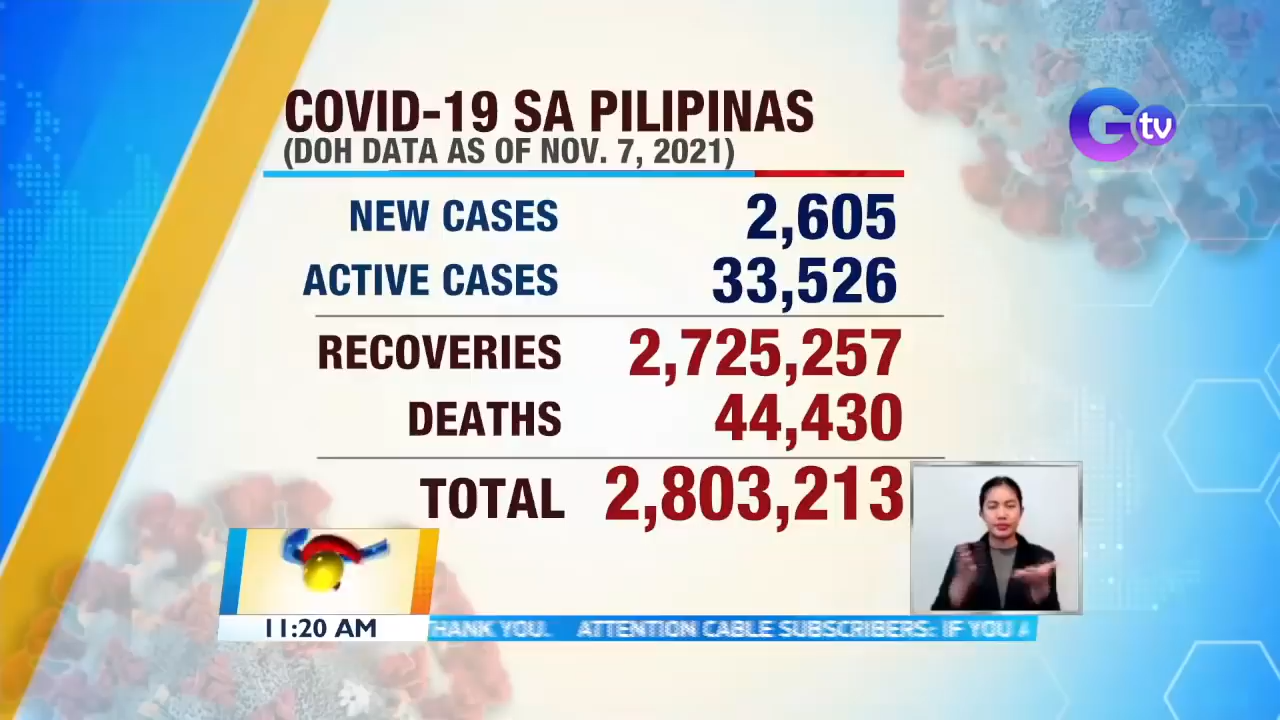 COVID-19 SA PILIPINAS
(DOH DATA AS OF NOV. 7, 2021)
Gtv
NEW CASES 2,605
ACTIVE CASES 33,526
RECOVERIES 2,725,257
DEATHS 44,430
TOTAL 2,803,213
11:20 AM
THANK YOU. ATTENTION CABLE SUBSCRIBERS: IF YOU